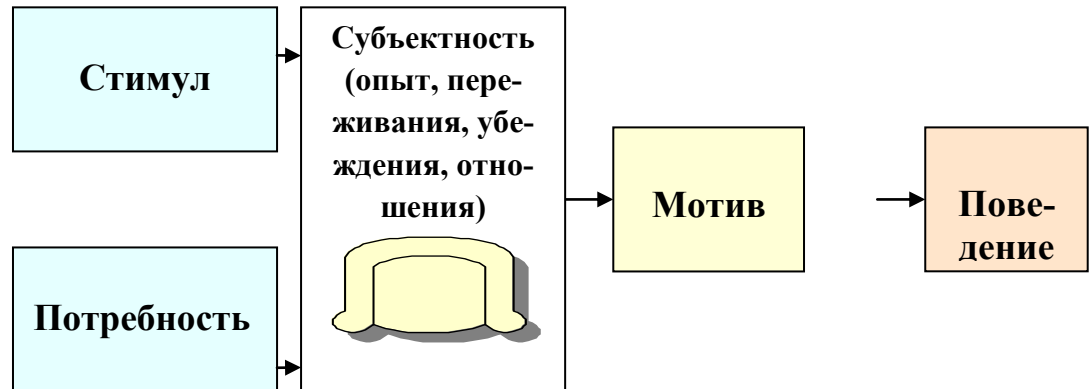 Стимул
Субъектность
(опыт, пере-
живания, убе-
ждения, отно-
шения)
Мотив
Пове-
дение
Потребность